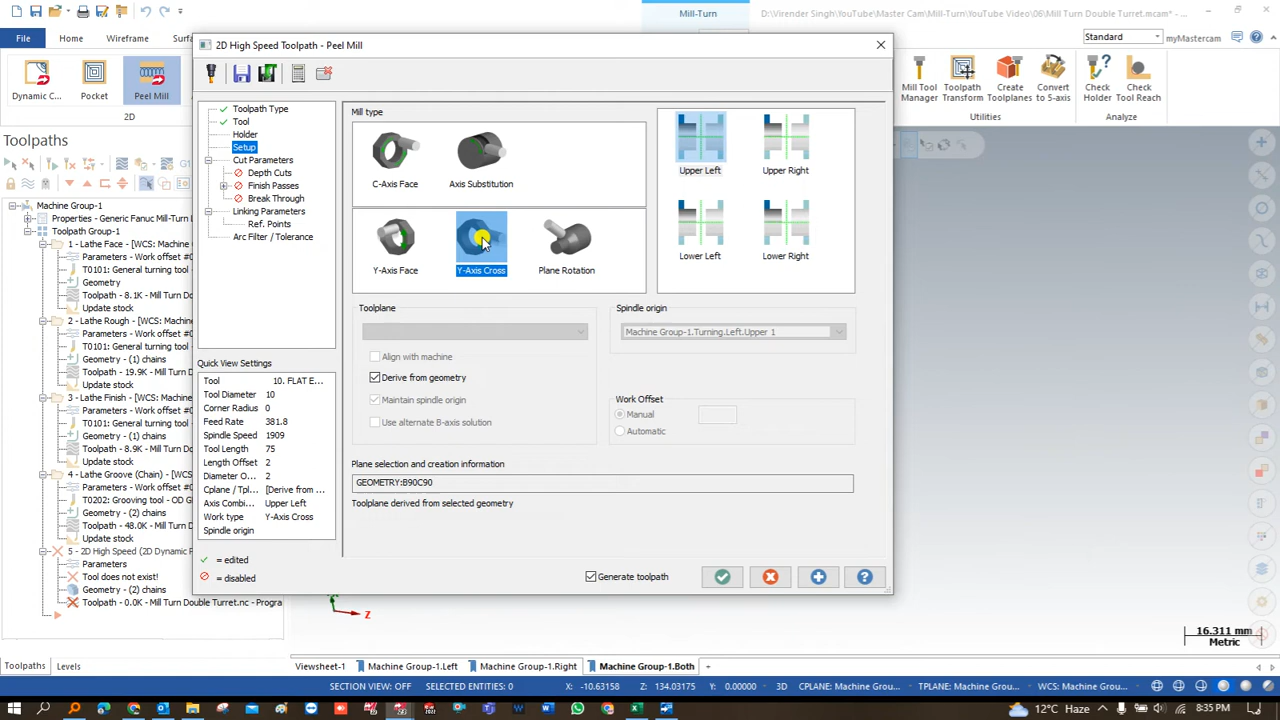 Mill-Turn
D:\Virender Singh\YouTube\Master Cam\Mill-Turn\YouTube Video\06\Mill Turn Double Turret.mcam* - ...
File
Home
Wireframe
Standard
myMastercam
2D High Speed Toolpath - Peel Mill
Dynamic C...
Pocket
Peel Mill
2D
Mill Tool Manager
Toolpath Transform
Create Toolplanes
Convert to 5-axis
Check Holder
Check Tool Reach
Utilities
Analyze
Toolpaths
G1
Machine Group-1
Properties - Generic Fanuc Mill-Turn
Toolpath Group-1
1 - Lathe Face - [WCS: Machine
Parameters - Work offset #0
T0101: General turning tool
Geometry
Toolpath - 8.1K - Mill Turn Do
Update stock
2 - Lathe Rough - [WCS: Machine
Parameters - Work offset #0
T0101: General turning tool
Geometry - (1) chains
Toolpath - 19.9K - Mill Turn D
Update stock
3 - Lathe Finish - [WCS: Machine
Parameters - Work offset #0
T0101: General turning tool
Geometry - (1) chains
Toolpath - 8.9K - Mill Turn Do
Update stock
4 - Lathe Groove (Chain) - [WCS
Parameters - Work offset #0
T0202: Grooving tool - OD G
Geometry - (2) chains
Toolpath - 48.0K - Mill Turn D
Update stock
5 - 2D High Speed (2D Dynamic P
Parameters
Tool does not exist!
Geometry - (2) chains
Toolpath - 0.0K - Mill Turn Double Turret.nc - Progra
Toolpath Type
Tool
Holder
Setup
Cut Parameters
Depth Cuts
Finish Passes
Break Through
Linking Parameters
Ref. Points
Arc Filter / Tolerance
Quick View Settings
Tool 10. FLAT E...
Tool Diameter 10
Corner Radius 0
Feed Rate 381.8
Spindle Speed 1909
Tool Length 75
Length Offset 2
Diameter O... 2
Cplane / Tpl... [Derive from ...
Axis Combi... Upper Left
Work type Y-Axis Cross
Spindle origin
= edited
= disabled
Mill type
C-Axis Face
Axis Substitution
Y-Axis Face
Y-Axis Cross
Plane Rotation
Upper Left
Upper Right
Lower Left
Lower Right
Toolplane
Align with machine
Derive from geometry
Maintain spindle origin
Use alternate B-axis solution
Spindle origin
Machine Group-1.Turning.Left.Upper 1
Work Offset
Manual
Automatic
Plane selection and creation information
GEOMETRY:B90C90
Toolplane derived from selected geometry
Generate toolpath
Z
16.311 mm
Metric
Toolpaths
Levels
Viewsheet-1
Machine Group-1.Left
Machine Group-1.Right
Machine Group-1.Both
+
SECTION VIEW: OFF
SELECTED ENTITIES: 0
X: -10.63158
Z: 134.03175
Y: 0.00000
3D
CPLANE: Machine Grou...
TPLANE: Machine Grou...
WCS: Machine Grou...
12°C Haze
8:35 PM